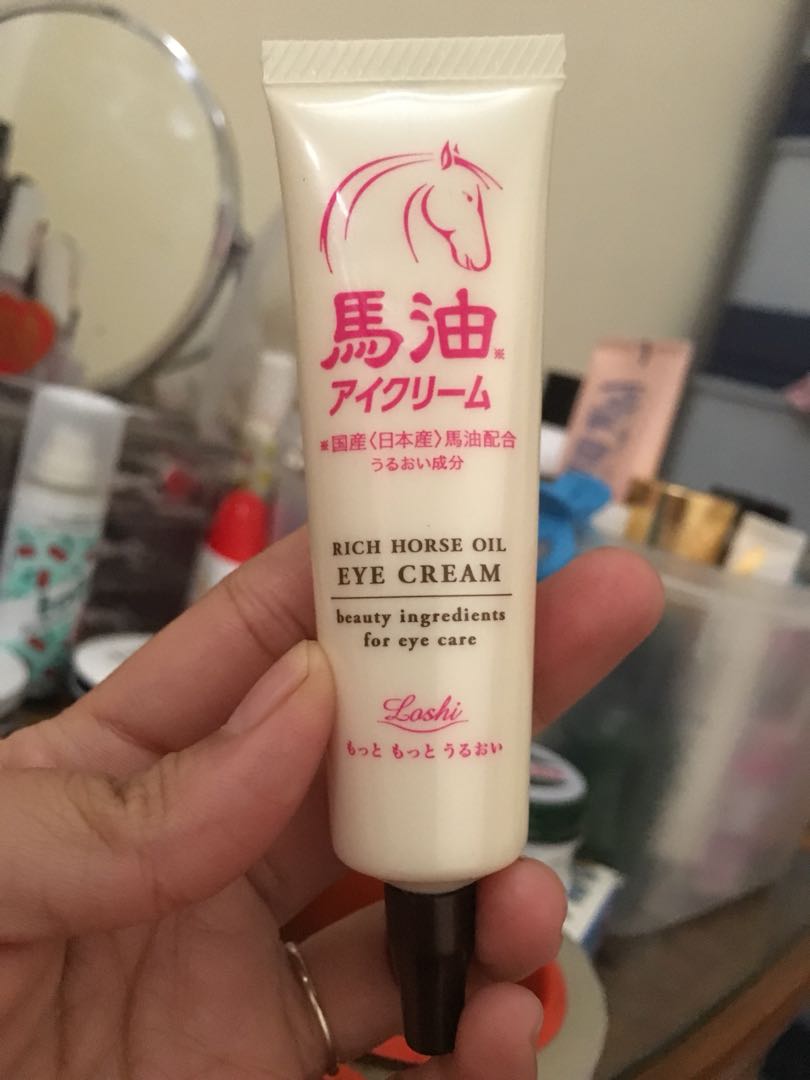 馬油※
アイクリーム
※国産〈日本産〉馬油配合
うるおい成分
RICH HORSE OIL
EYE CREAM
beauty ingredients
for eye care
Loshi
もっと もっと うるおい